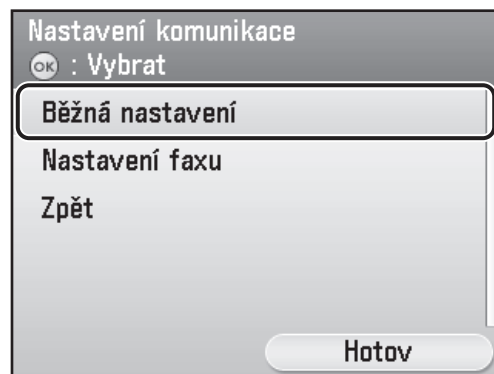 Nastavení komunikace
OK : Vybrat
Běžná nastavení
Nastavení faxu
Zpět
Hotov